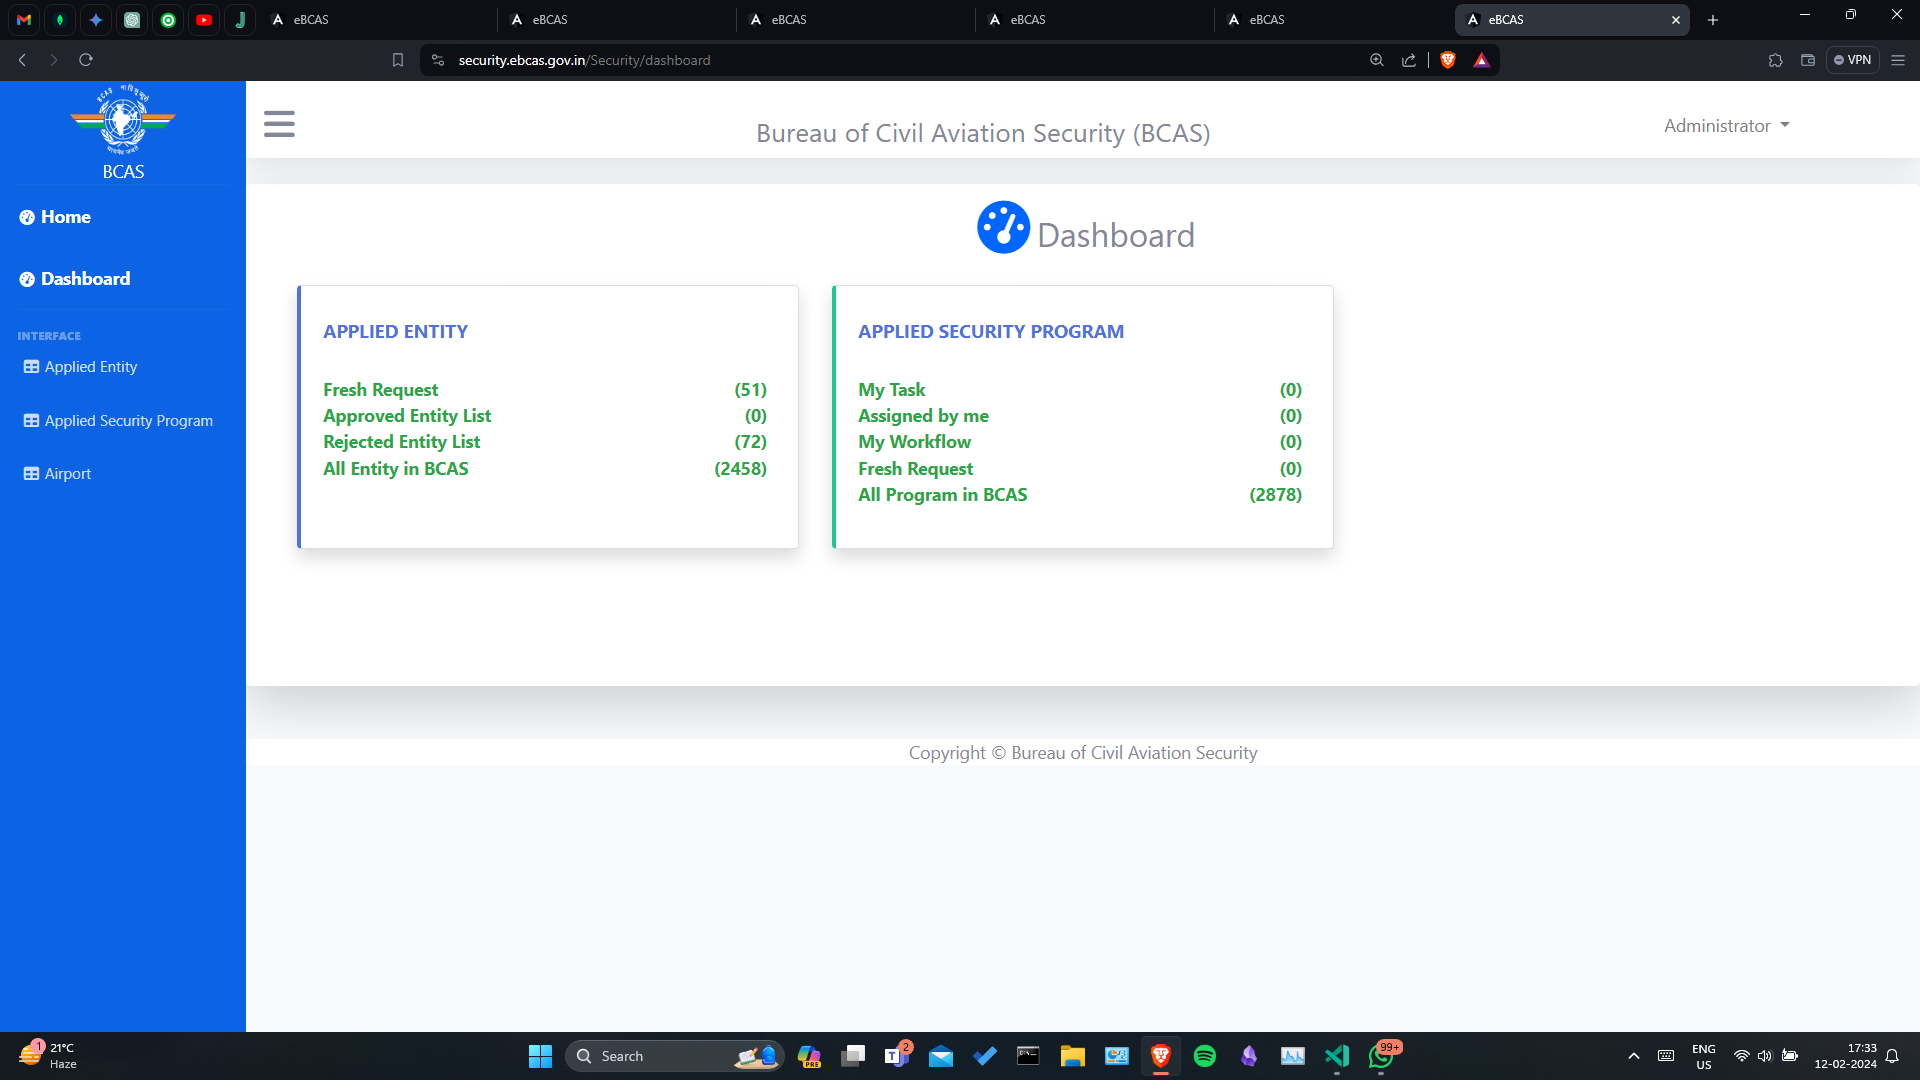 eBCAS
eBCAS
eBCAS
eBCAS
eBCAS
eBCAS
security.ebcas.gov.in/Security/dashboard
VPN
BCAS
Home
Dashboard
INTERFACE
Applied Entity
Applied Security Program
Airport
Bureau of Civil Aviation Security (BCAS)
Administrator
Dashboard
APPLIED ENTITY
Fresh Request (51)
Approved Entity List (0)
Rejected Entity List (72)
All Entity in BCAS (2458)
APPLIED SECURITY PROGRAM
My Task (0)
Assigned by me (0)
My Workflow (0)
Fresh Request (0)
All Program in BCAS (2878)
Copyright © Bureau of Civil Aviation Security
1
21°C
Haze
Search
PRE
2
99+
ENG
US
17:33
12-02-2024